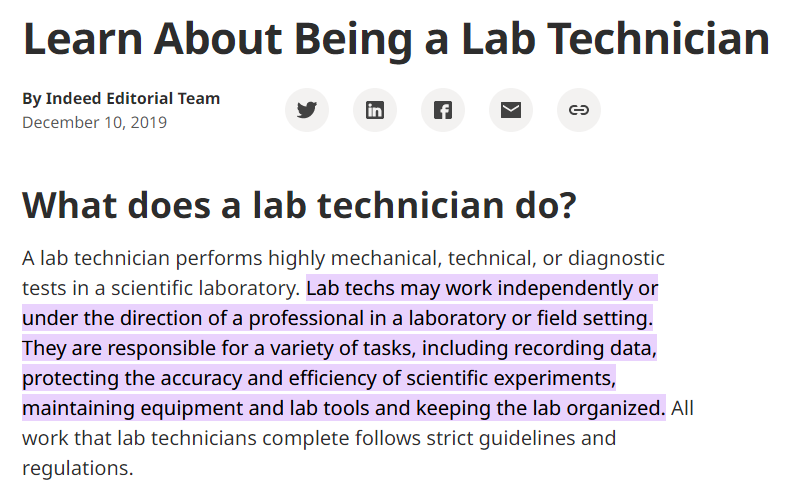 Learn About Being a Lab Technician
By Indeed Editorial Team
December 10, 2019
What does a lab technician do?
A lab technician performs highly mechanical, technical, or diagnostic
tests in a scientific laboratory. Lab techs may work independently or
under the direction of a professional in a laboratory or field setting.
They are responsible for a variety of tasks, including recording data,
protecting the accuracy and efficiency of scientific experiments,
maintaining equipment and lab tools and keeping the lab organized. All
work that lab technicians complete follows strict guidelines and
regulations.